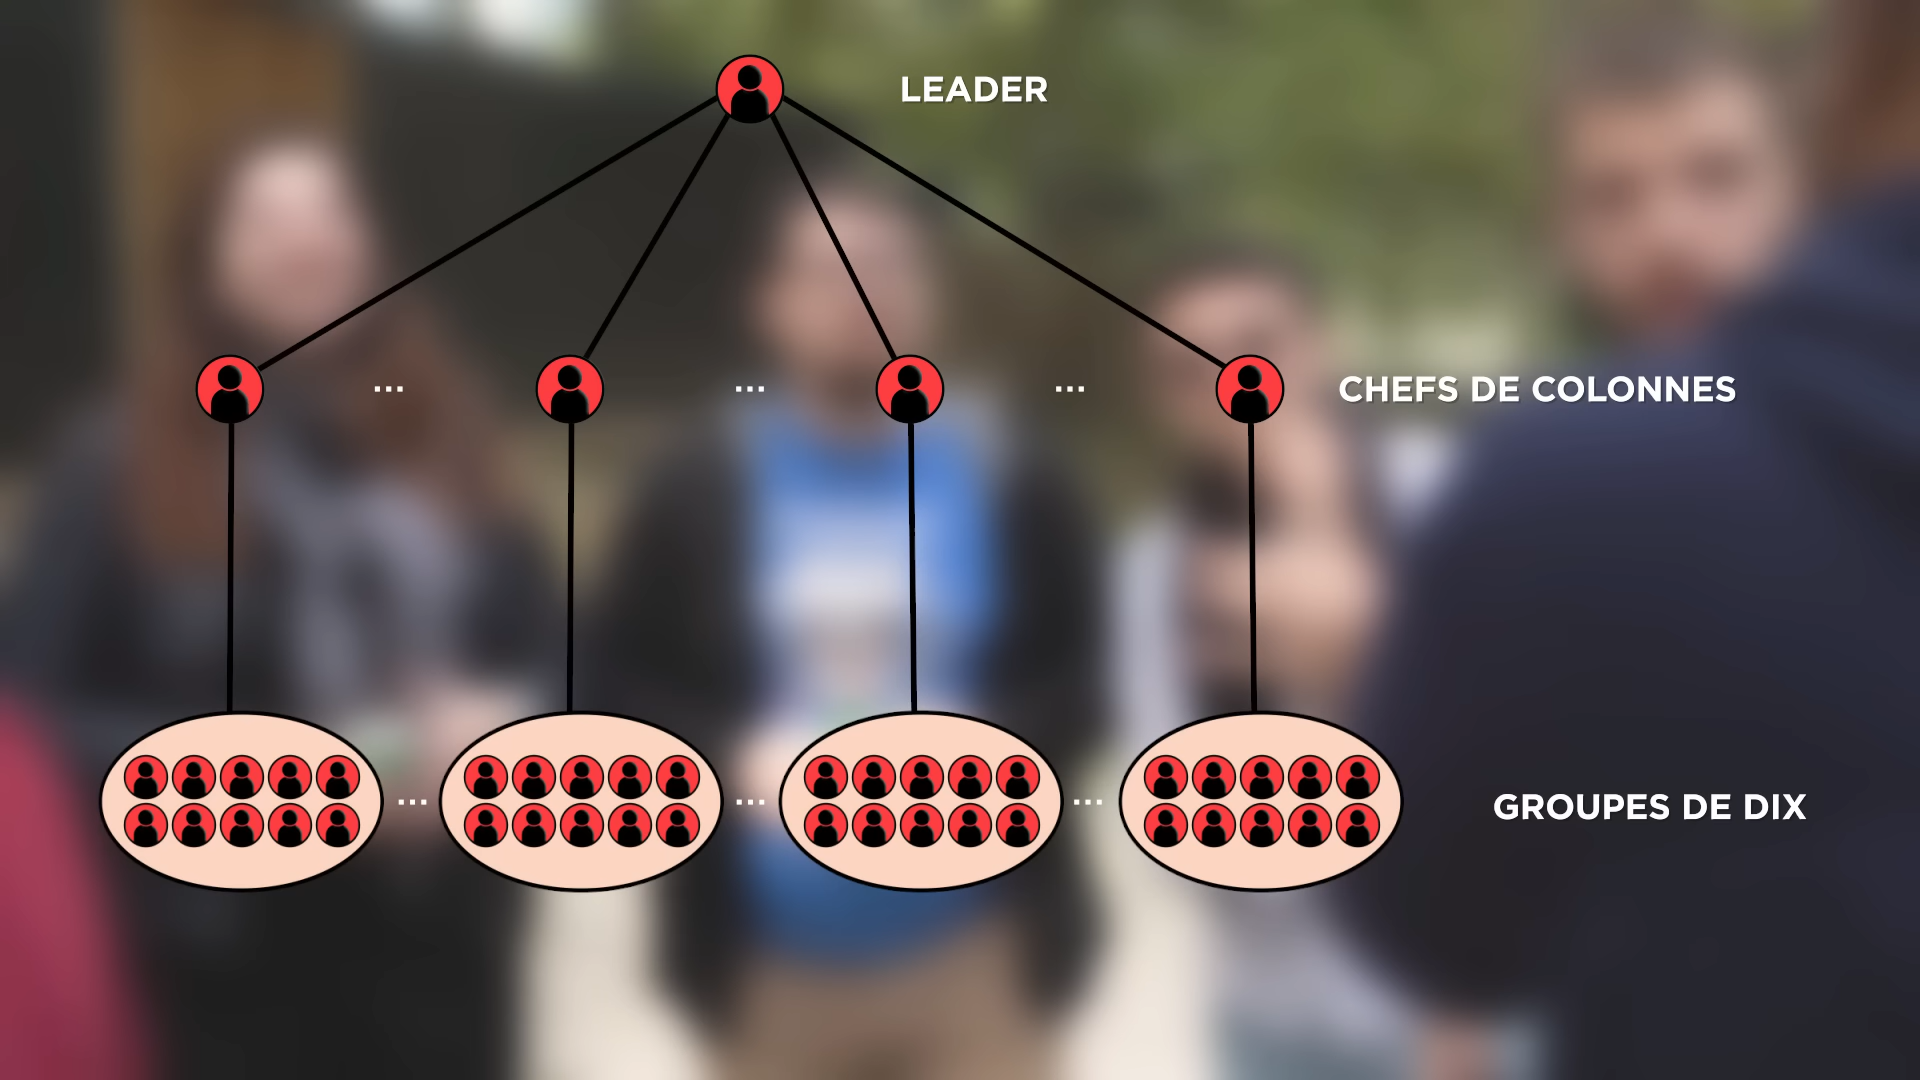 LEADER
... ... ... CHEFS DE COLONNES
... ... ... GROUPES DE DIX